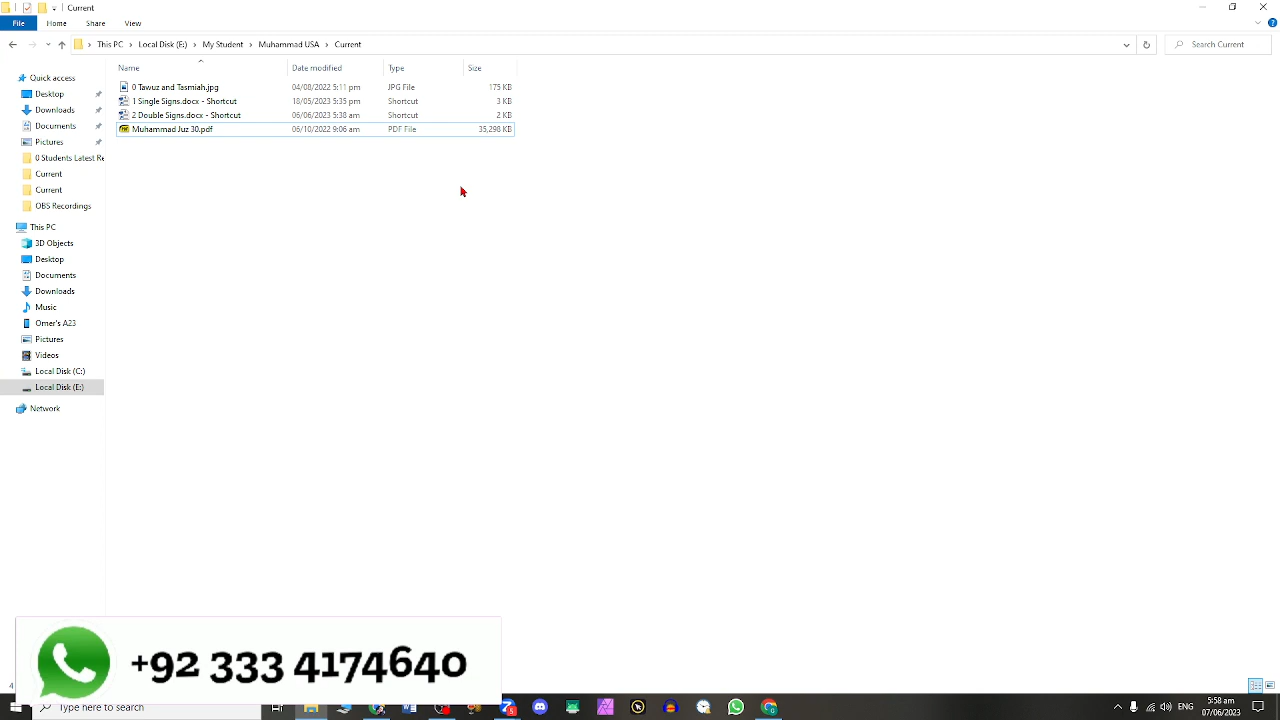 Current
File Home Share View
This PC > Local Disk (E:) > My Student > Muhammad USA > Current
Search Current
Name Date modified Type Size
0 Tawuz and Tasmiah.jpg 04/08/2022 5:11 pm JPG File 175 KB
1 Single Signs.docx - Shortcut 18/05/2023 5:35 pm Shortcut 3 KB
2 Double Signs.docx - Shortcut 06/06/2023 5:38 am Shortcut 2 KB
Muhammad Juz 30.pdf 06/10/2022 9:06 am PDF File 35,298 KB
Quick access
Desktop
Downloads
Documents
Pictures
0 Students Latest Re
Current
Current
OBS Recordings
This PC
3D Objects
Desktop
Documents
Downloads
Music
Omer's A23
Pictures
Videos
Local Disk (C:)
Local Disk (E:)
Network
+92 333 4174640
4
Type here to search
ENG
5:58 am
07/06/2023